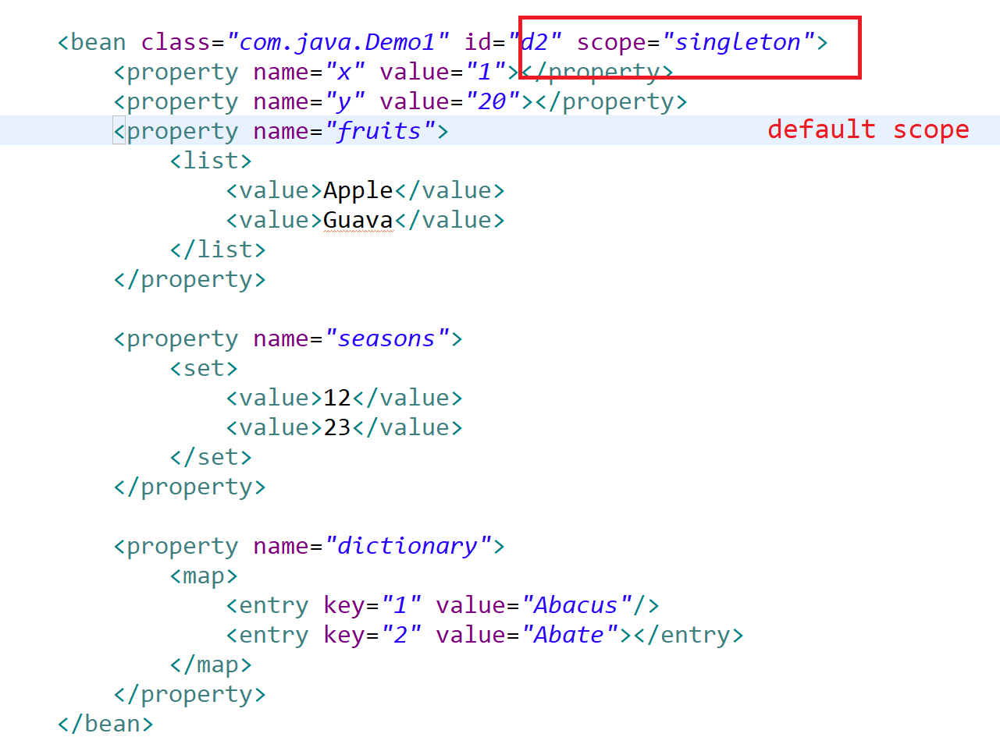 <bean class="com.java.Demo1" id="d2" scope="singleton">
<property name="x" value="1"></property>
<property name="y" value="20"></property>
<property name="fruits">
default scope
<list>
<value>Apple</value>
<value>Guava</value>
</list>
</property>
<property name="seasons">
<set>
<value>12</value>
<value>23</value>
</set>
</property>
<property name="dictionary">
<map>
<entry key="1" value="Abacus"/>
<entry key="2" value="Abate"></entry>
</map>
</property>
</bean>